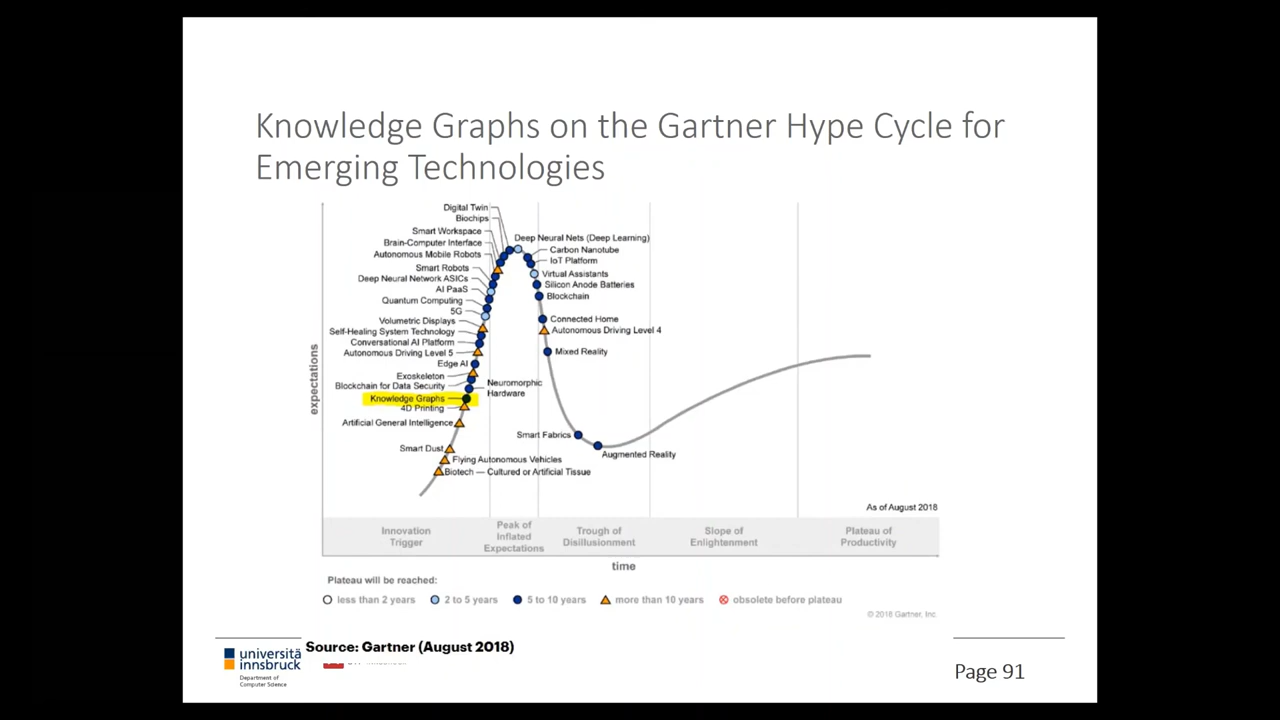 Knowledge Graphs on the Gartner Hype Cycle for
Emerging Technologies
expectations
Digital Twin
Biochips
Smart Workspace
Brain-Computer Interface
Autonomous Mobile Robots
Smart Robots
Deep Neural Network ASICs
AI PaaS
Quantum Computing
5G
Volumetric Displays
Self-Healing System Technology
Conversational AI Platform
Autonomous Driving Level 5
Edge AI
Exoskeleton
Blockchain for Data Security
Knowledge Graphs
4D Printing
Artificial General Intelligence
Smart Dust
Flying Autonomous Vehicles
Biotech — Cultured or Artificial Tissue
Neuromorphic
Hardware
Deep Neural Nets (Deep Learning)
Carbon Nanotube
IoT Platform
Virtual Assistants
Silicon Anode Batteries
Blockchain
Connected Home
Autonomous Driving Level 4
Mixed Reality
Smart Fabrics
Augmented Reality
As of August 2018
Innovation
Trigger
Peak of
Inflated
Expectations
Trough of
Disillusionment
Slope of
Enlightenment
Plateau of
Productivity
time
Plateau will be reached:
less than 2 years
2 to 5 years
5 to 10 years
more than 10 years
obsolete before plateau
© 2018 Gartner, Inc.
Source: Gartner (August 2018)
universität
innsbruck
Department of
Computer Science
Page 91